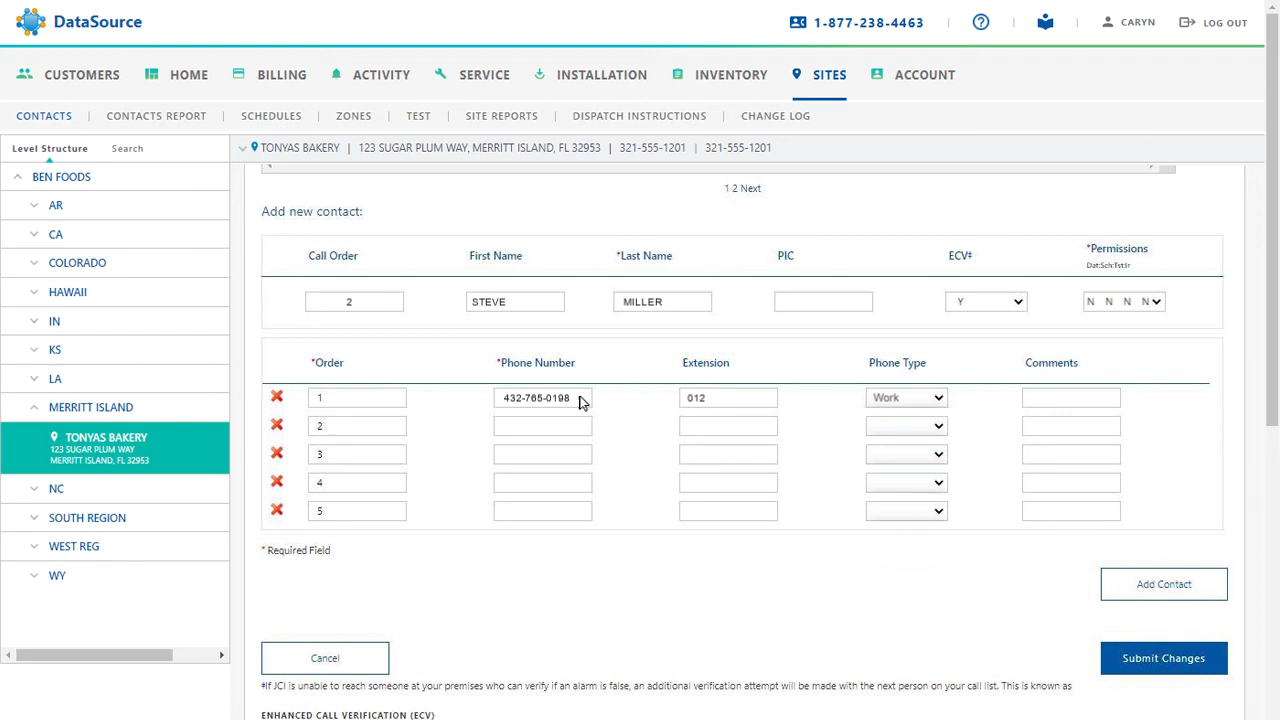 DataSource
1-877-238-4463 | ? | | CARYN LOG OUT
CUSTOMERS HOME BILLING ACTIVITY SERVICE INSTALLATION INVENTORY SITES ACCOUNT
CONTACTS | CONTACTS REPORT | SCHEDULES | ZONES | TEST | SITE REPORTS | DISPATCH INSTRUCTIONS | CHANGE LOG
Level Structure Search
TONYAS BAKERY | 123 SUGAR PLUM WAY, MERRITT ISLAND, FL 32953 | 321-555-1201 | 321-555-1201
BEN FOODS
AR
CA
COLORADO
HAWAII
IN
KS
LA
MERRITT ISLAND
TONYAS BAKERY
123 SUGAR PLUM WAY
MERRITT ISLAND, FL 32953
NC
SOUTH REGION
WEST REG
WY
1 2 Next
Add new contact:
Call Order First Name *Last Name PIC ECV‡ *Permissions
Dat:Sch:Tst:Ir
2 STEVE MILLER Y N N N N
*Order *Phone Number Extension Phone Type Comments
1 432-765-0198 012 Work
2
3
4
5
* Required Field
Add Contact
Cancel Submit Changes
‡If JCI is unable to reach someone at your premises who can verify if an alarm is false, an additional verification attempt will be made with the next person on your call list. This is known as
ENHANCED CALL VERIFICATION (ECV)